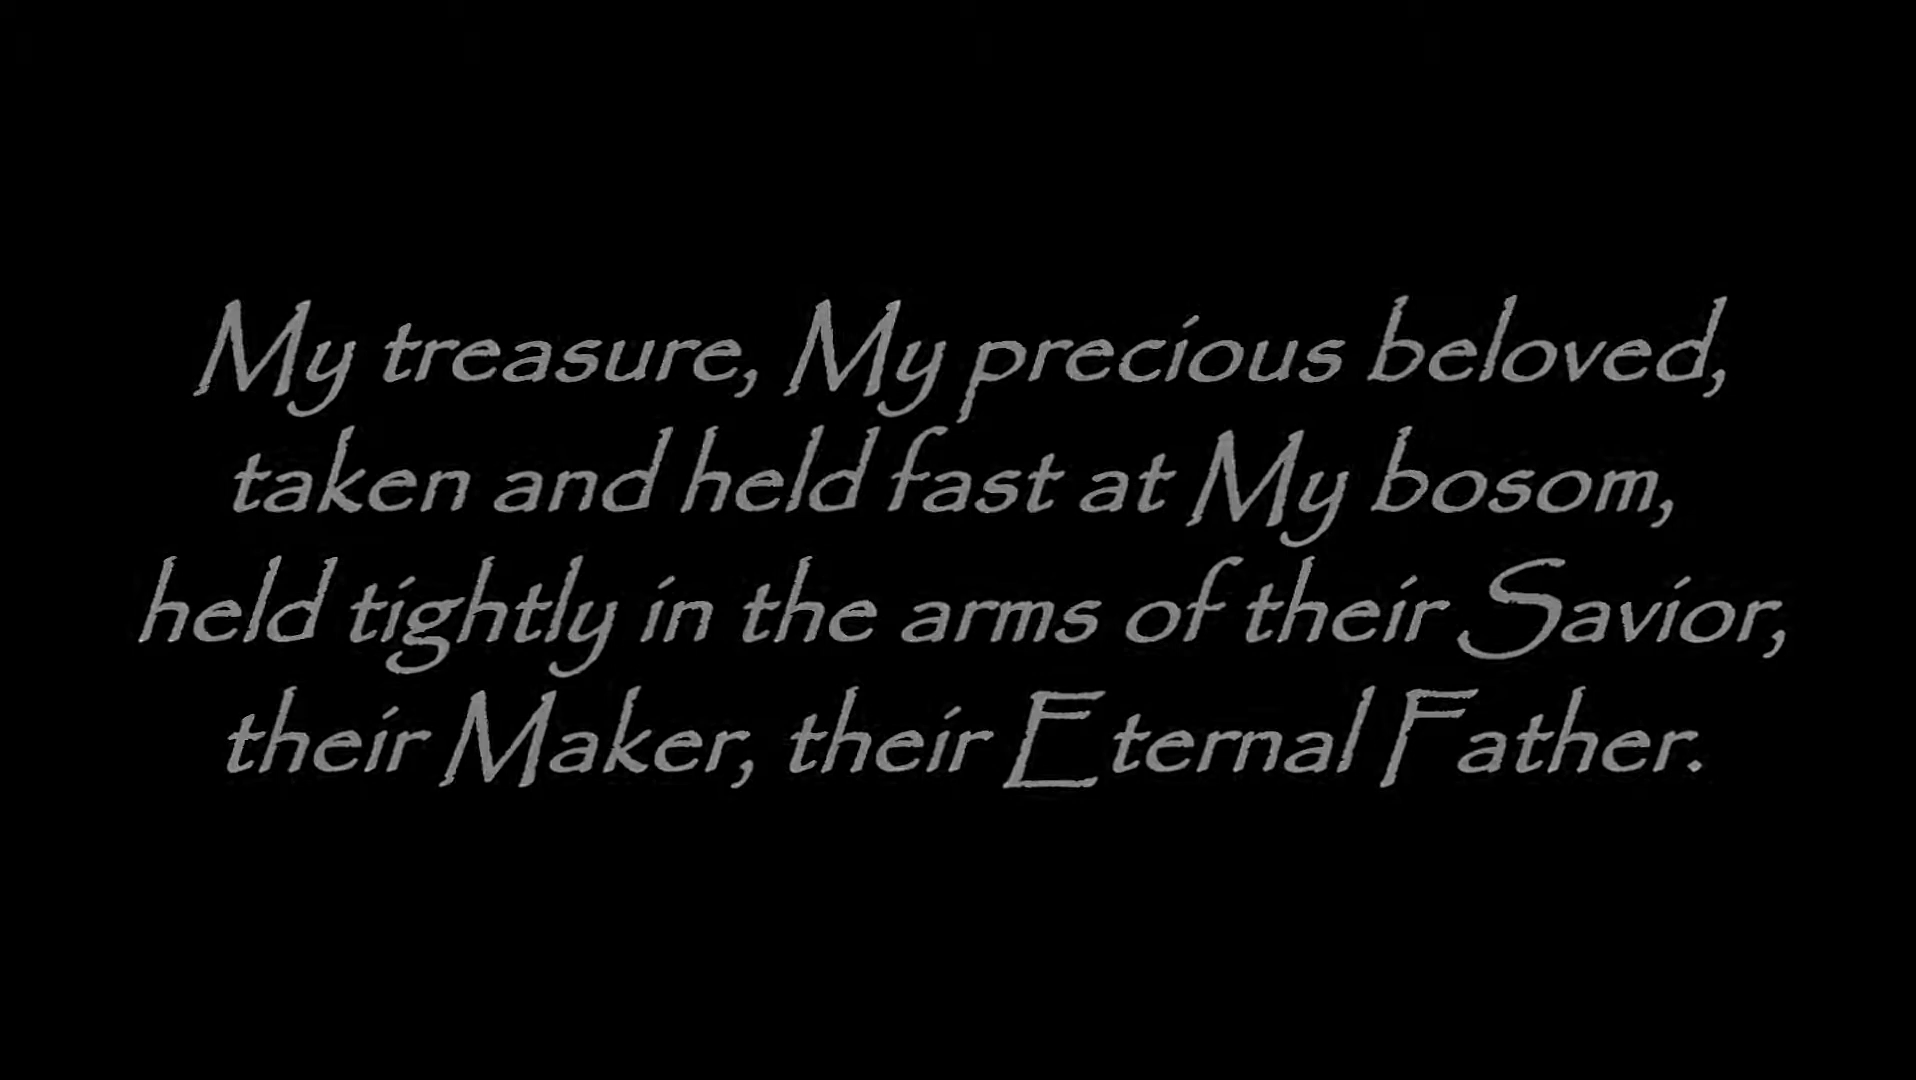 My treasure, My precious beloved,
taken and held fast at My bosom,
held tightly in the arms of their Savior,
their Maker, their Eternal Father.